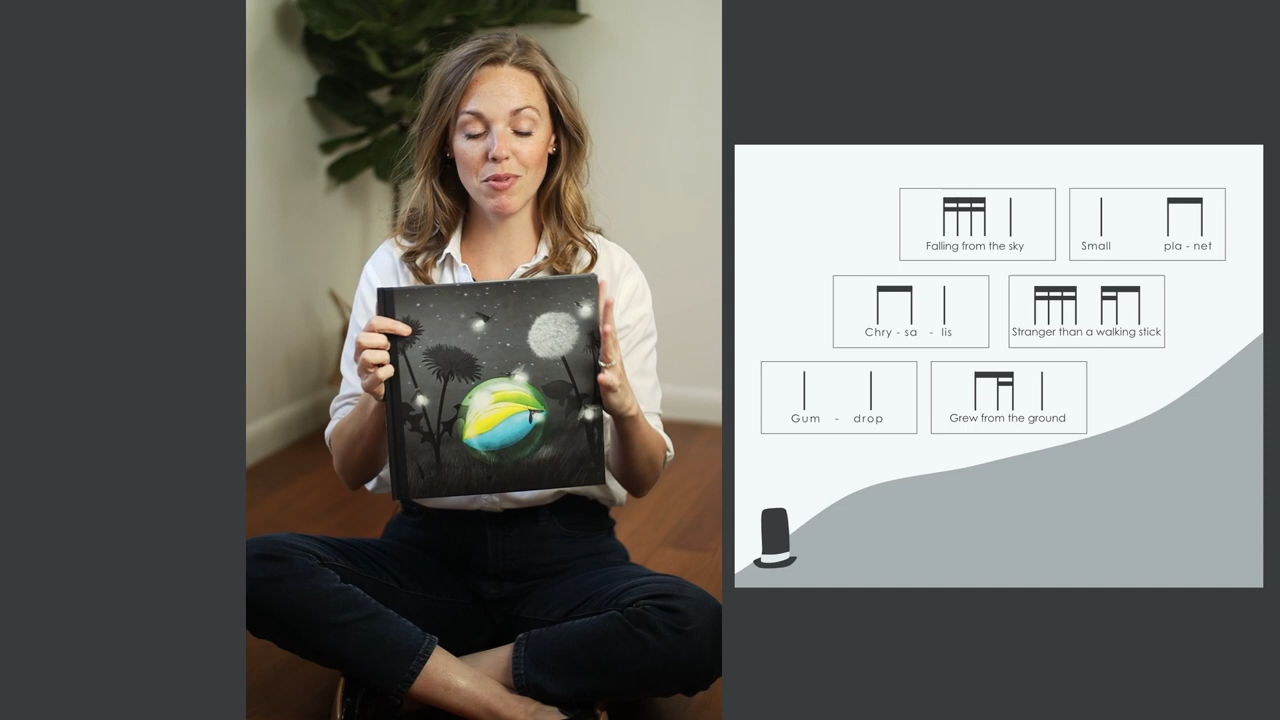 Falling from the sky
Small pla - net
Chry - sa - lis
Stranger than a walking stick
Gum - drop
Grew from the ground